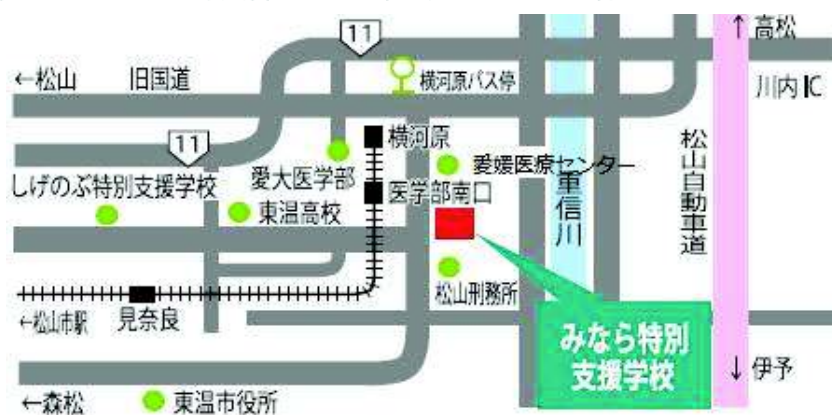 11
↑ 高松
←松山
旧国道
横河原バス停
川内IC
11
横河原
愛媛医療センター
しげのぶ特別支援学校
愛大医学部
医学部南口
東温高校
重信川
松山自動車道
松山刑務所
←松山市駅
見奈良
みなら特別
支援学校
↓ 伊予
←森松
東温市役所